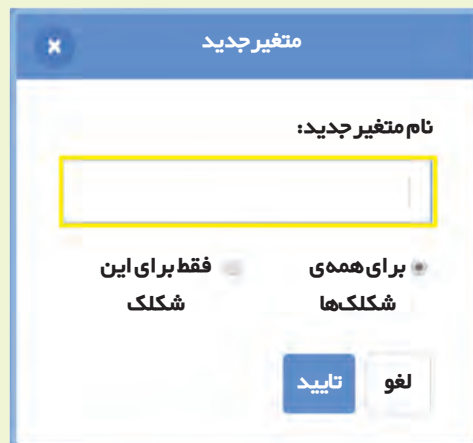 متغیر جدید
نام متغیر جدید:
برای همه‌ی شکلک‌ها
فقط برای این شکلک
لغو
تایید